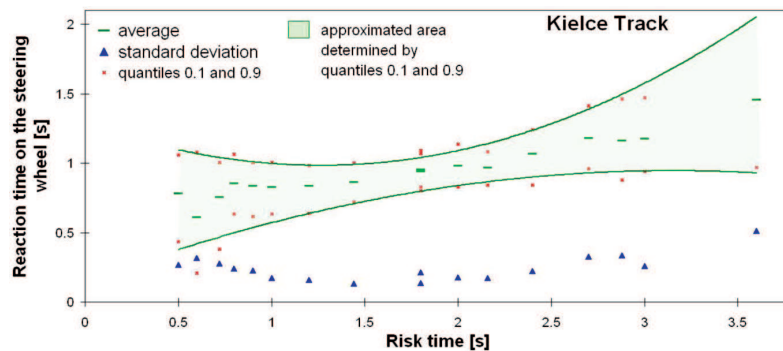 Kielce Track
average
standard deviation
quantiles 0.1 and 0.9
approximated area
determined by
quantiles 0.1 and 0.9
Reaction time on the steering
wheel [s]
2
1.5
1
0.5
0
0
0.5
1
1.5
2
2.5
3
3.5
Risk time [s]